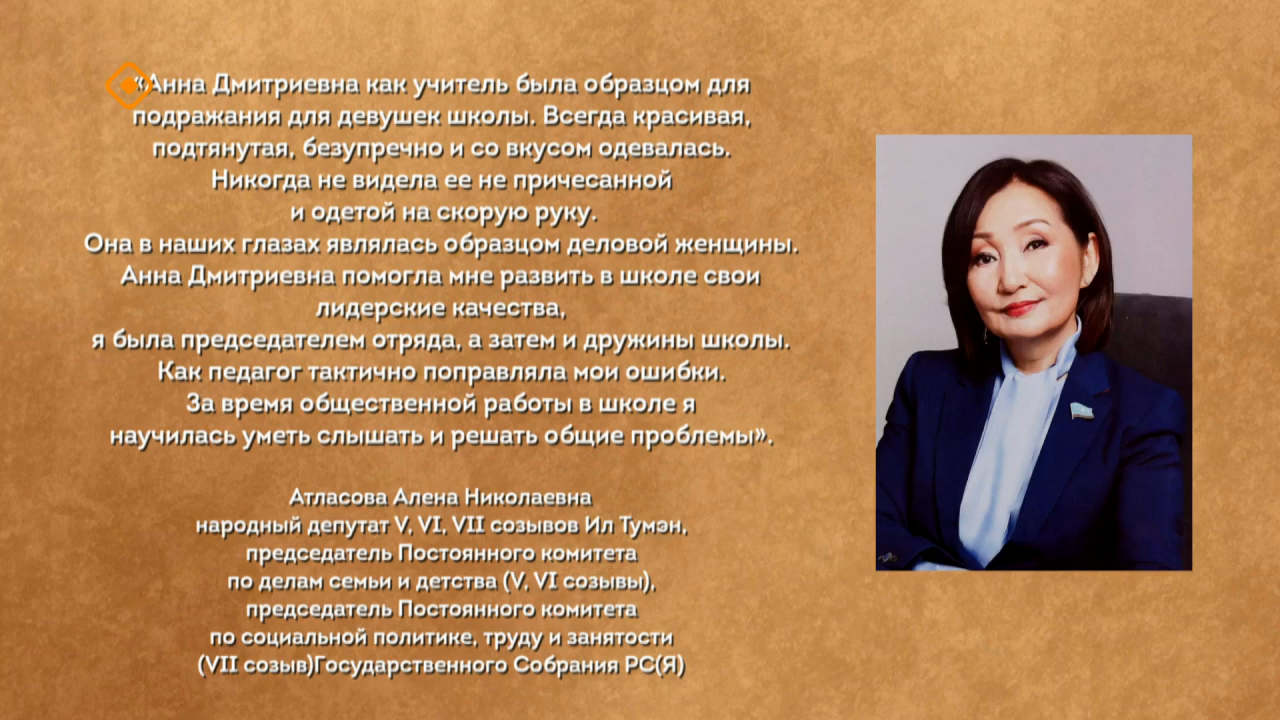 «Анна Дмитриевна как учитель была образцом для
подражания для девушек школы. Всегда красивая,
подтянутая, безупречно и со вкусом одевалась.
Никогда не видела ее не причесанной
и одетой на скорую руку.
Она в наших глазах являлась образцом деловой женщины.
Анна Дмитриевна помогла мне развить в школе свои
лидерские качества,
я была председателем отряда, а затем и дружины школы.
Как педагог тактично поправляла мои ошибки.
За время общественной работы в школе я
научилась уметь слышать и решать общие проблемы».
Атласова Алена Николаевна
народный депутат V, VI, VII созывов Ил Тумэн,
председатель Постоянного комитета
по делам семьи и детства (V, VI созывы),
председатель Постоянного комитета
по социальной политике, труду и занятости
(VII созыв)Государственного Собрания РС(Я)